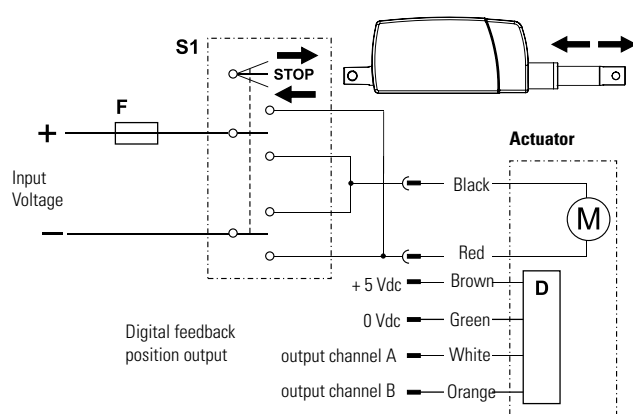 S1
STOP
F
+
Input
Voltage
–
Actuator
Black
M
Red
+ 5 Vdc
Brown
D
0 Vdc
Green
Digital feedback
position output
output channel A
White
output channel B
Orange